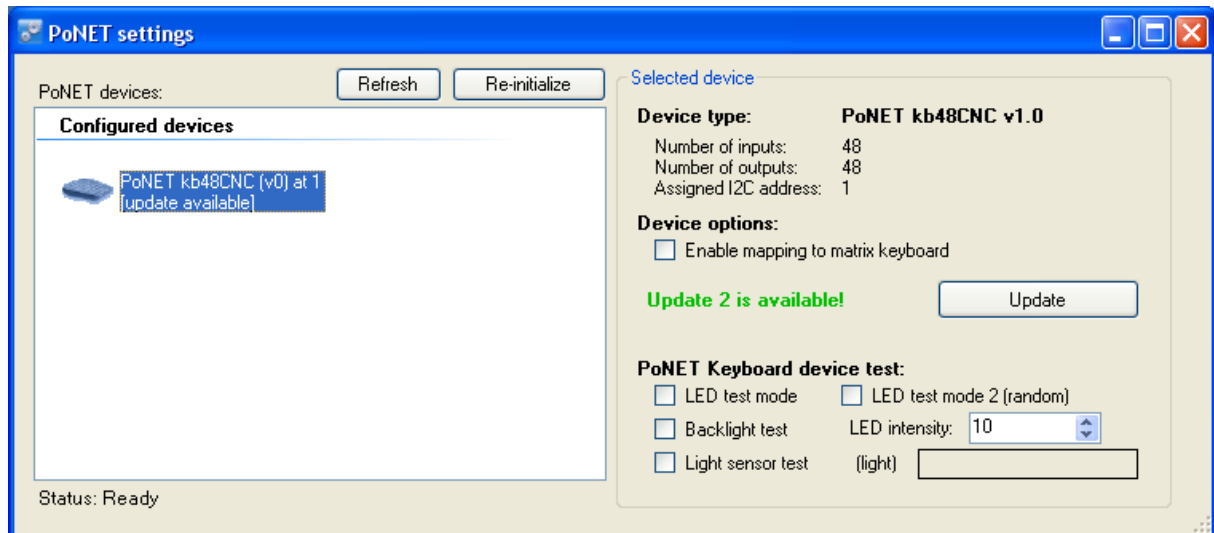 PoNET settings
PoNET devices:
Refresh
Re-initialize
Configured devices
PoNET kb48CNC (v0) at 1
[update available]
Status: Ready
Selected device
Device type: PoNET kb48CNC v1.0
Number of inputs: 48
Number of outputs: 48
Assigned I2C address: 1
Device options:
Enable mapping to matrix keyboard
Update 2 is available!
Update
PoNET Keyboard device test:
LED test mode
LED test mode 2 (random)
Backlight test
LED intensity: 10
Light sensor test
(light)